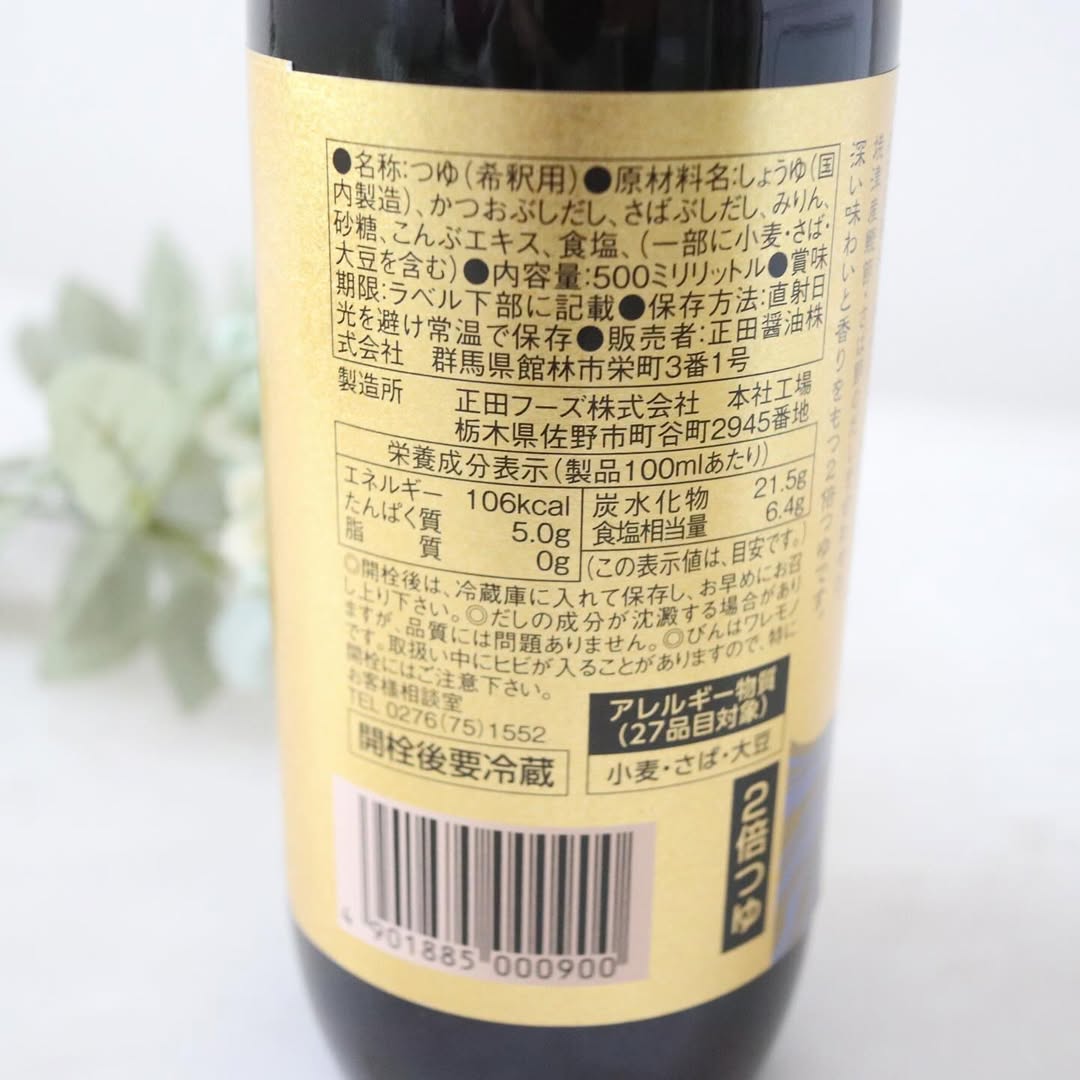 ●名称:つゆ(希釈用)●原材料名:しょうゆ(国
内製造)、かつおぶしだし、さばぶしだし、みりん、
砂糖、こんぶエキス、食塩、(一部に小麦・さば・
大豆を含む)●内容量:500ミリリットル●賞味
期限:ラベル下部に記載●保存方法:直射日
光を避け常温で保存●販売者:正田醤油株
式会社 群馬県館林市栄町3番1号
製造所 正田フーズ株式会社 本社工場
栃木県佐野市町谷町2945番地
栄養成分表示(製品100mlあたり)
エネルギー 106kcal
たんぱく質 5.0g
脂質 0g
炭水化物 21.5g
食塩相当量 6.4g
(この表示値は、目安です。)
◎開栓後は、冷蔵庫に入れて保存し、お早めにお召
し上り下さい。◎だしの成分が沈澱する場合があり
ますが、品質には問題ありません。◎びんはワレモノ
です。取扱い中にヒビが入ることがありますので、特に
開栓にはご注意下さい。
お客様相談室
TEL 0276(75)1552
開栓後要冷蔵
アレルギー物質
(27品目対象)
小麦・さば・大豆
2倍つゆ
4 901885 000900
焼津産鰹節・さば節
深い味わいと香りをもつ2倍つゆです。